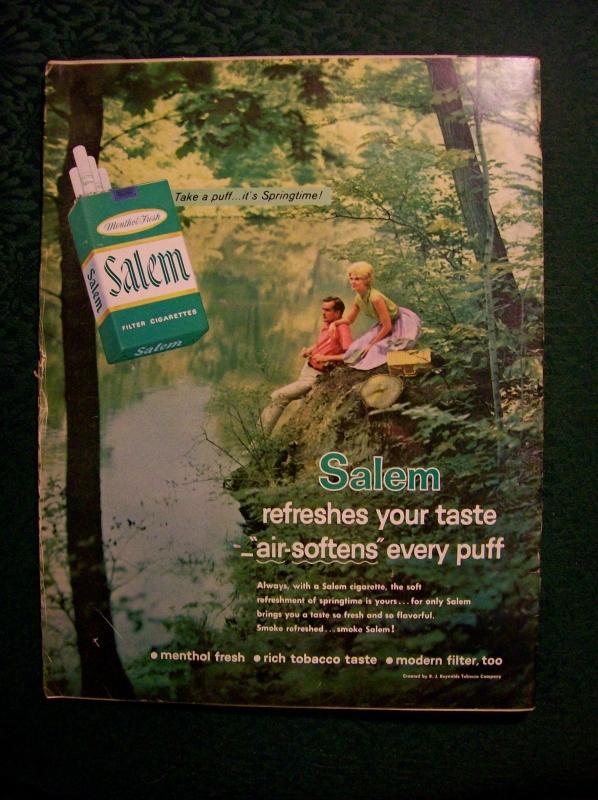 Take a puff...it's Springtime!
Menthol-Fresh
Salem
Salem
FILTER CIGARETTES
Salem
Salem
refreshes your taste
—"air-softens" every puff
Always, with a Salem cigarette, the soft
refreshment of springtime is yours...for only Salem
brings you a taste so fresh and so flavorful.
Smoke refreshed...smoke Salem!
• menthol fresh • rich tobacco taste • modern filter, too
Created by R. J. Reynolds Tobacco Company